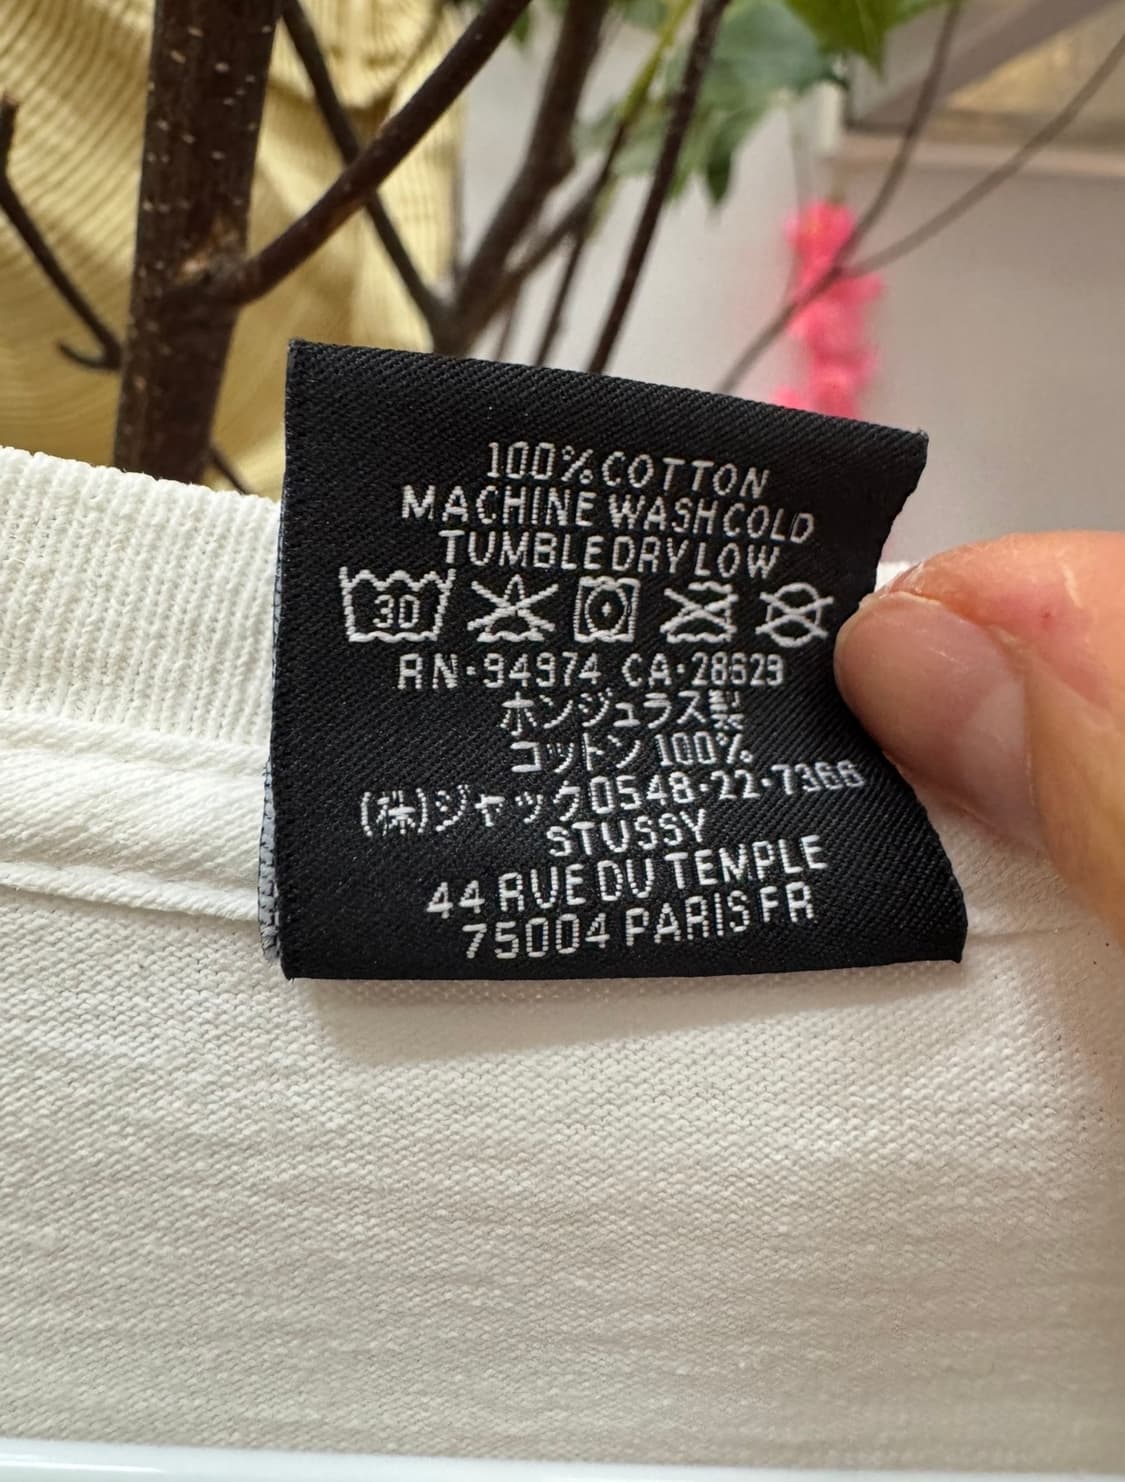 100% COTTON
MACHINE WASH COLD
TUMBLE DRY LOW
30
RN·94974 CA·28629
ホンジュラス製
コットン 100%
(株)ジャック0548·22·7366
STUSSY
44 RUE DU TEMPLE
75004 PARIS FR